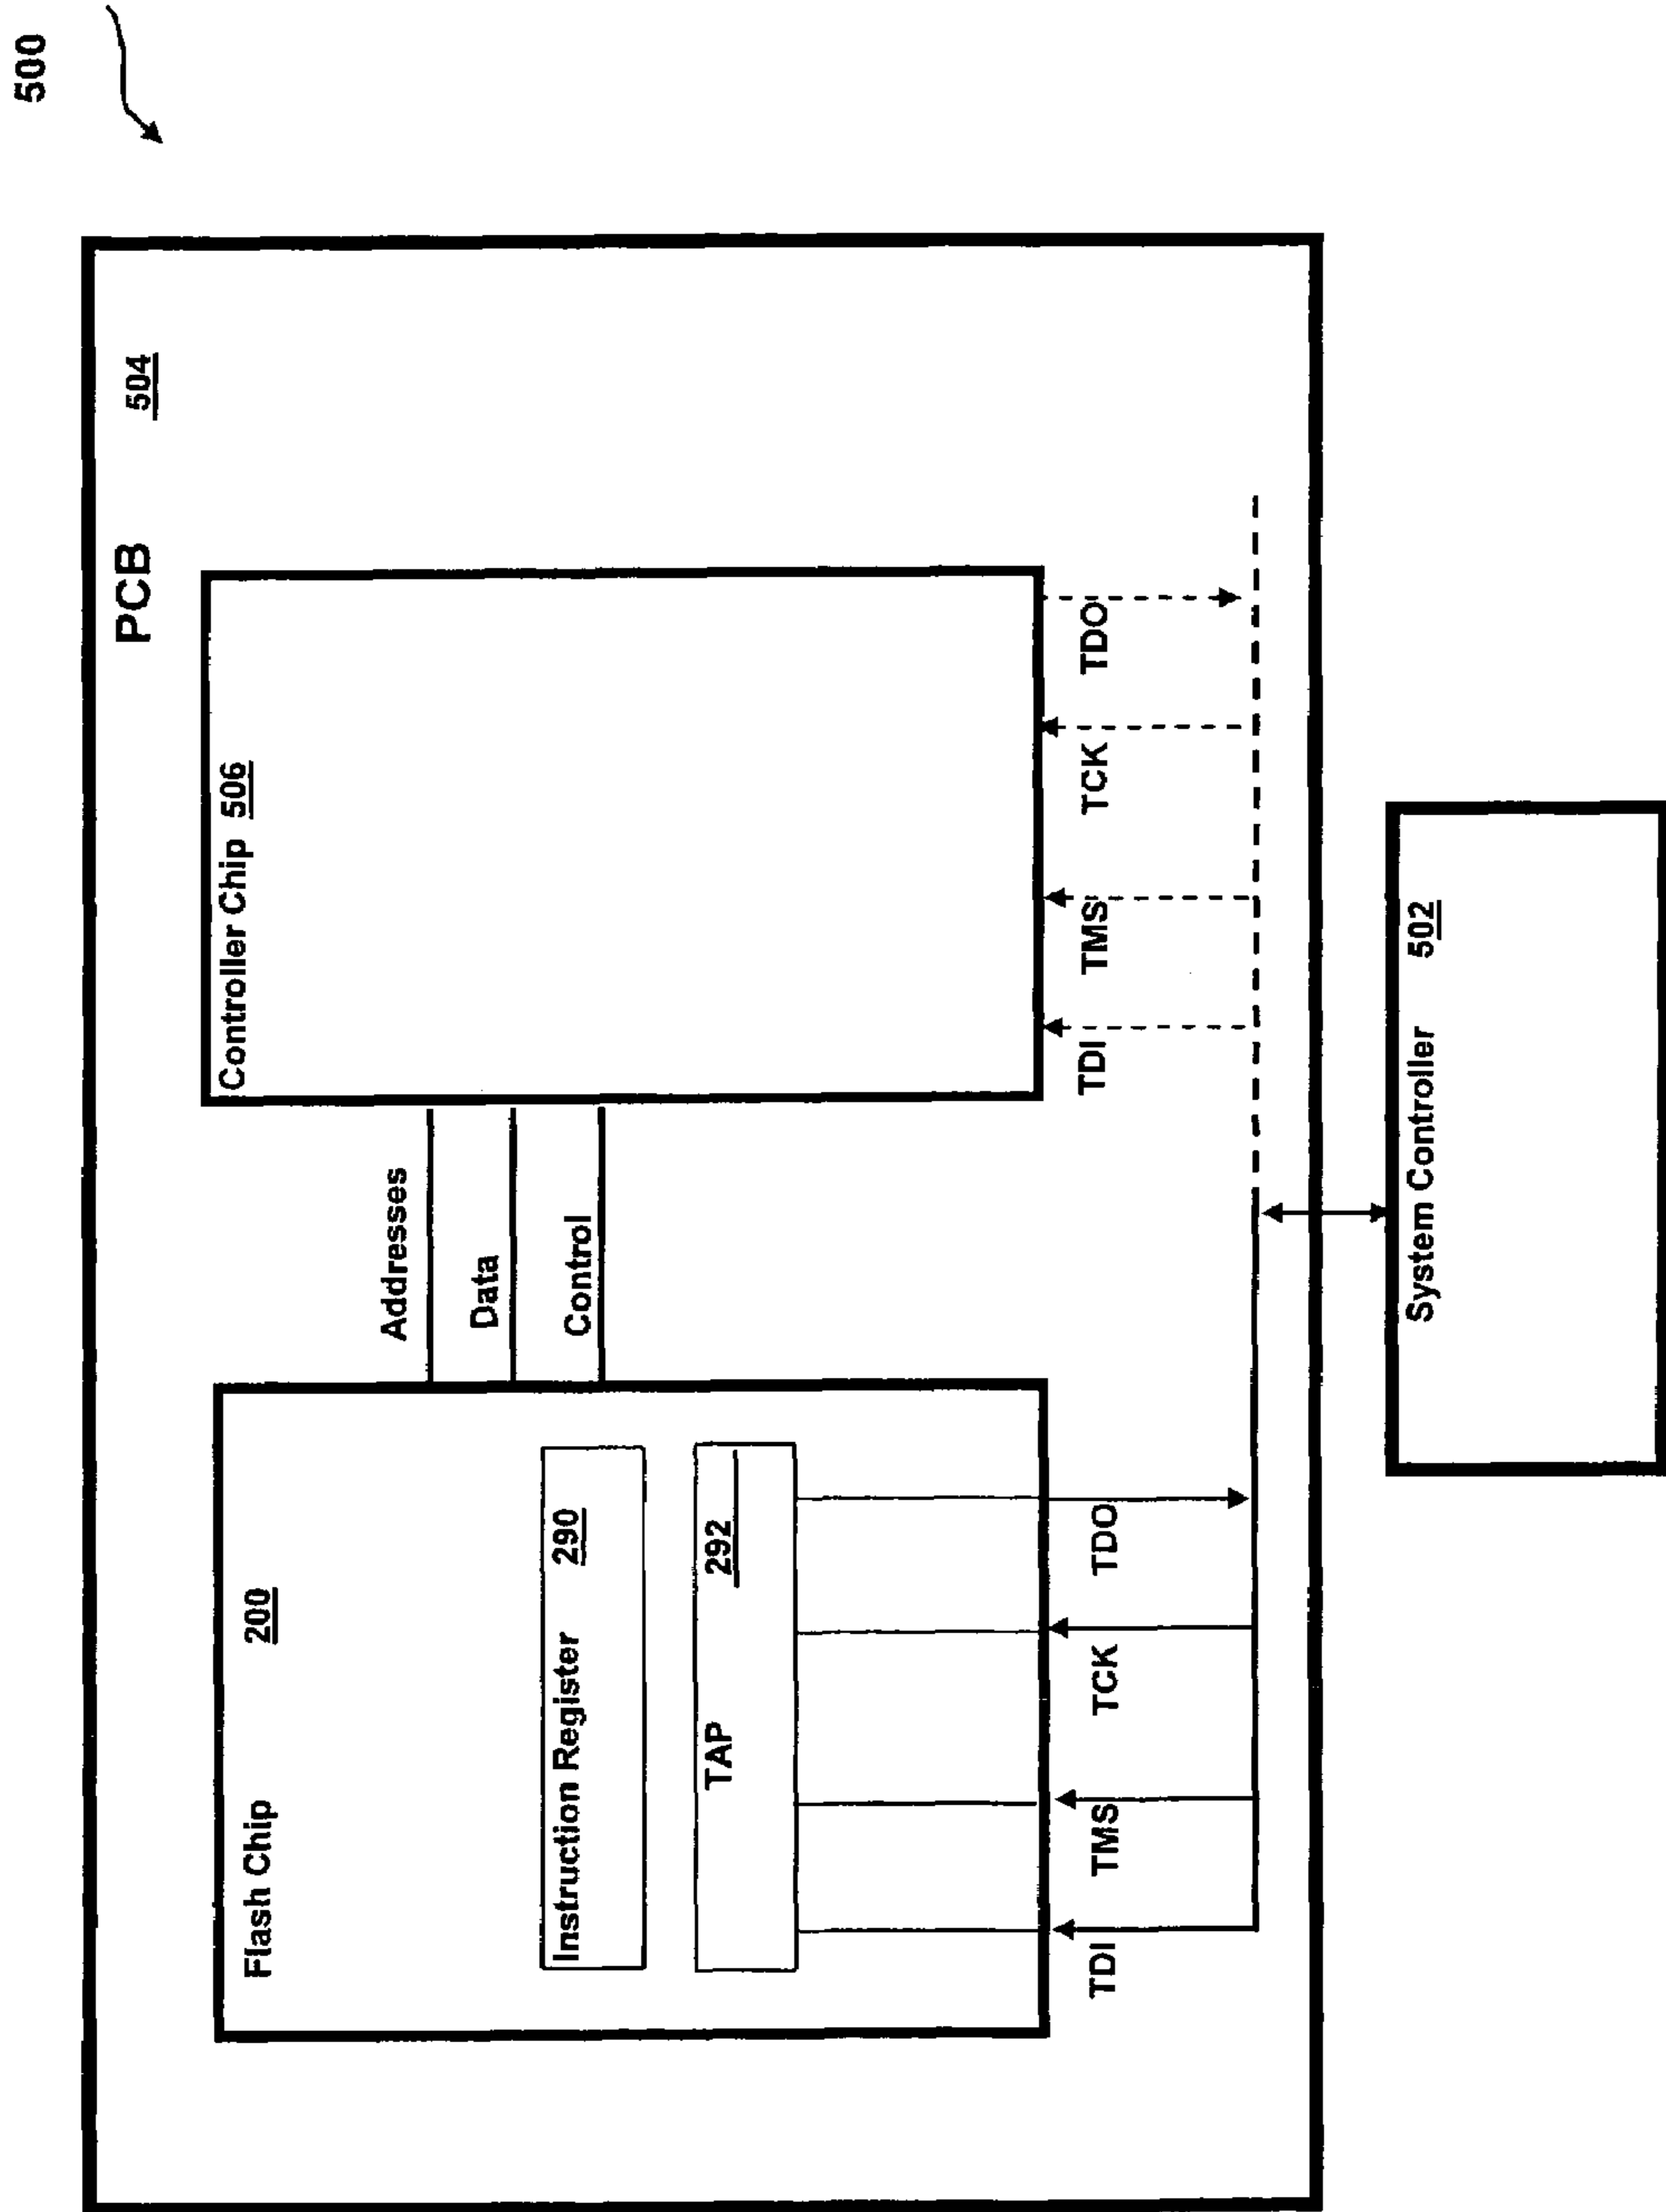 500
PCB 504
Flash Chip 200
Controller Chip 506
Addresses
Data
Control
Instruction Register 290
TAP 292
TDI TMS TCK TDO
TDI TMS TCK TDO
System Controller 502